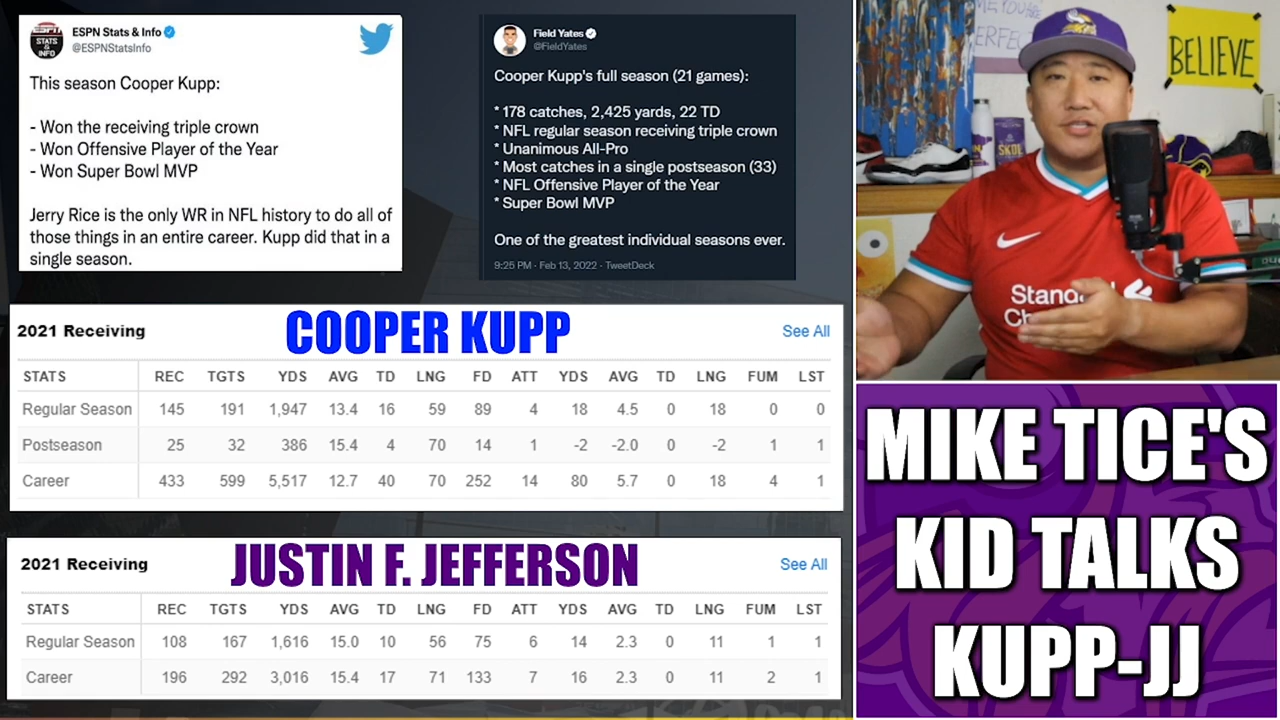 ESPN Stats & Info
@ESPNStatsInfo
This season Cooper Kupp:
- Won the receiving triple crown
- Won Offensive Player of the Year
- Won Super Bowl MVP
Jerry Rice is the only WR in NFL history to do all of
those things in an entire career. Kupp did that in a
single season.
Field Yates
@FieldYates
Cooper Kupp's full season (21 games):
* 178 catches, 2,425 yards, 22 TD
* NFL regular season receiving triple crown
* Unanimous All-Pro
* Most catches in a single postseason (33)
* NFL Offensive Player of the Year
* Super Bowl MVP
One of the greatest individual seasons ever.
9:25 PM · Feb 13, 2022 · TweetDeck
BELIEVE
SKOL
2021 Receiving COOPER KUPP See All
STATS REC TGTS YDS AVG TD LNG FD ATT YDS AVG TD LNG FUM LST
Regular Season 145 191 1,947 13.4 16 59 89 4 18 4.5 0 18 0 0
Postseason 25 32 386 15.4 4 70 14 1 -2 -2.0 0 -2 1 1
Career 433 599 5,517 12.7 40 70 252 14 80 5.7 0 18 4 1
2021 Receiving JUSTIN F. JEFFERSON See All
STATS REC TGTS YDS AVG TD LNG FD ATT YDS AVG TD LNG FUM LST
Regular Season 108 167 1,616 15.0 10 56 75 6 14 2.3 0 11 1 1
Career 196 292 3,016 15.4 17 71 133 7 16 2.3 0 11 2 1
MIKE TICE'S
KID TALKS
KUPP-JJ